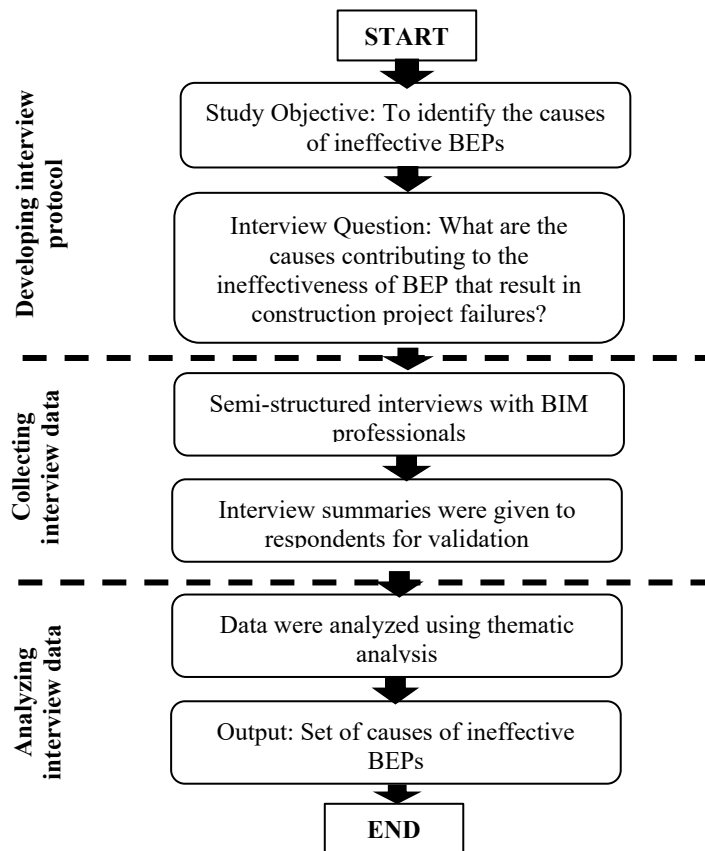 START
Developing interview
protocol
Study Objective: To identify the causes
of ineffective BEPs
Interview Question: What are the
causes contributing to the
ineffectiveness of BEP that result in
construction project failures?
Collecting
interview data
Semi-structured interviews with BIM
professionals
Interview summaries were given to
respondents for validation
Analyzing
interview data
Data were analyzed using thematic
analysis
Output: Set of causes of ineffective
BEPs
END